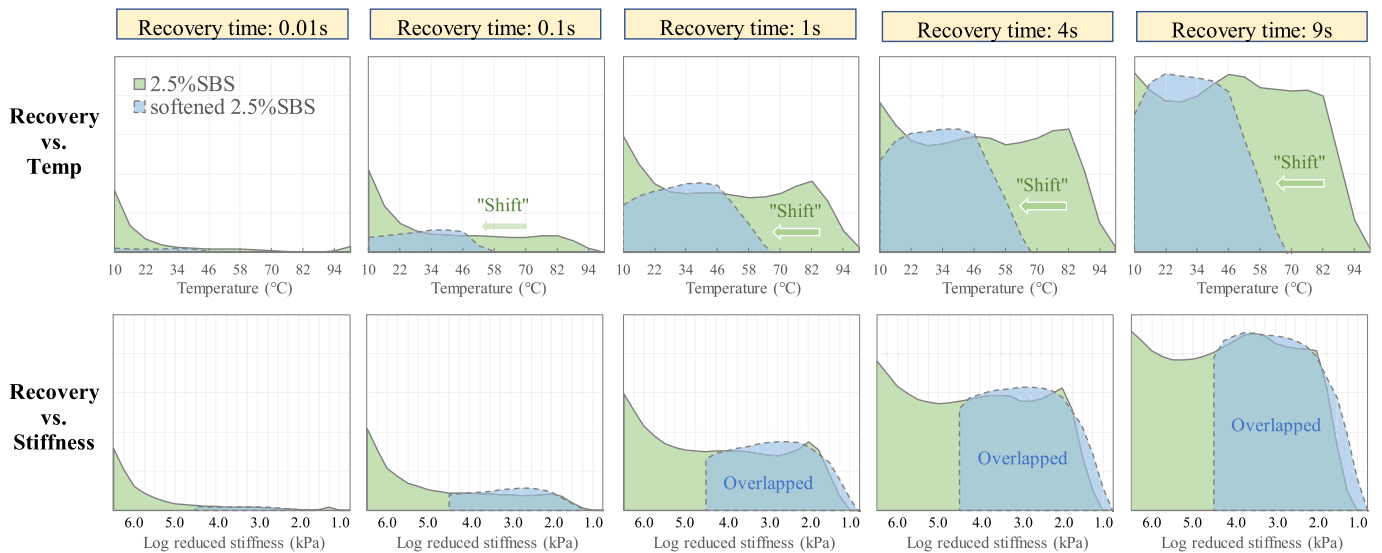 Recovery time: 0.01s
Recovery time: 0.1s
Recovery time: 1s
Recovery time: 4s
Recovery time: 9s
Recovery
vs.
Temp
2.5%SBS
softened 2.5%SBS
"Shift"
"Shift"
"Shift"
"Shift"
10 22 34 46 58 70 82 94
10 22 34 46 58 70 82 94
10 22 34 46 58 70 82 94
10 22 34 46 58 70 82 94
10 22 34 46 58 70 82 94
Temperature (°C)
Temperature (°C)
Temperature (°C)
Temperature (°C)
Temperature (°C)
Recovery
vs.
Stiffness
Overlapped
Overlapped
Overlapped
6.0 5.0 4.0 3.0 2.0 1.0
6.0 5.0 4.0 3.0 2.0 1.0
6.0 5.0 4.0 3.0 2.0 1.0
6.0 5.0 4.0 3.0 2.0 1.0
6.0 5.0 4.0 3.0 2.0 1.0
Log reduced stiffness (kPa)
Log reduced stiffness (kPa)
Log reduced stiffness (kPa)
Log reduced stiffness (kPa)
Log reduced stiffness (kPa)